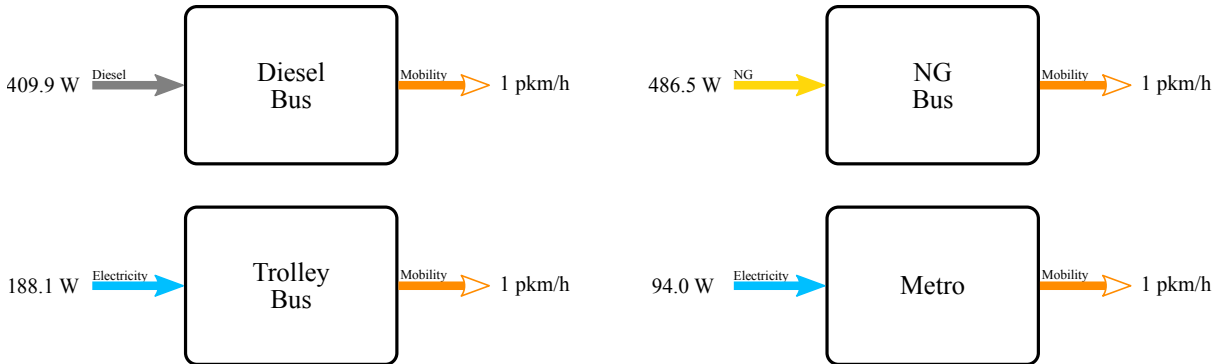 409.9 W
Diesel
Diesel
Bus
Mobility
1 pkm/h
486.5 W
NG
NG
Bus
Mobility
1 pkm/h
188.1 W
Electricity
Trolley
Bus
Mobility
1 pkm/h
94.0 W
Electricity
Metro
Mobility
1 pkm/h